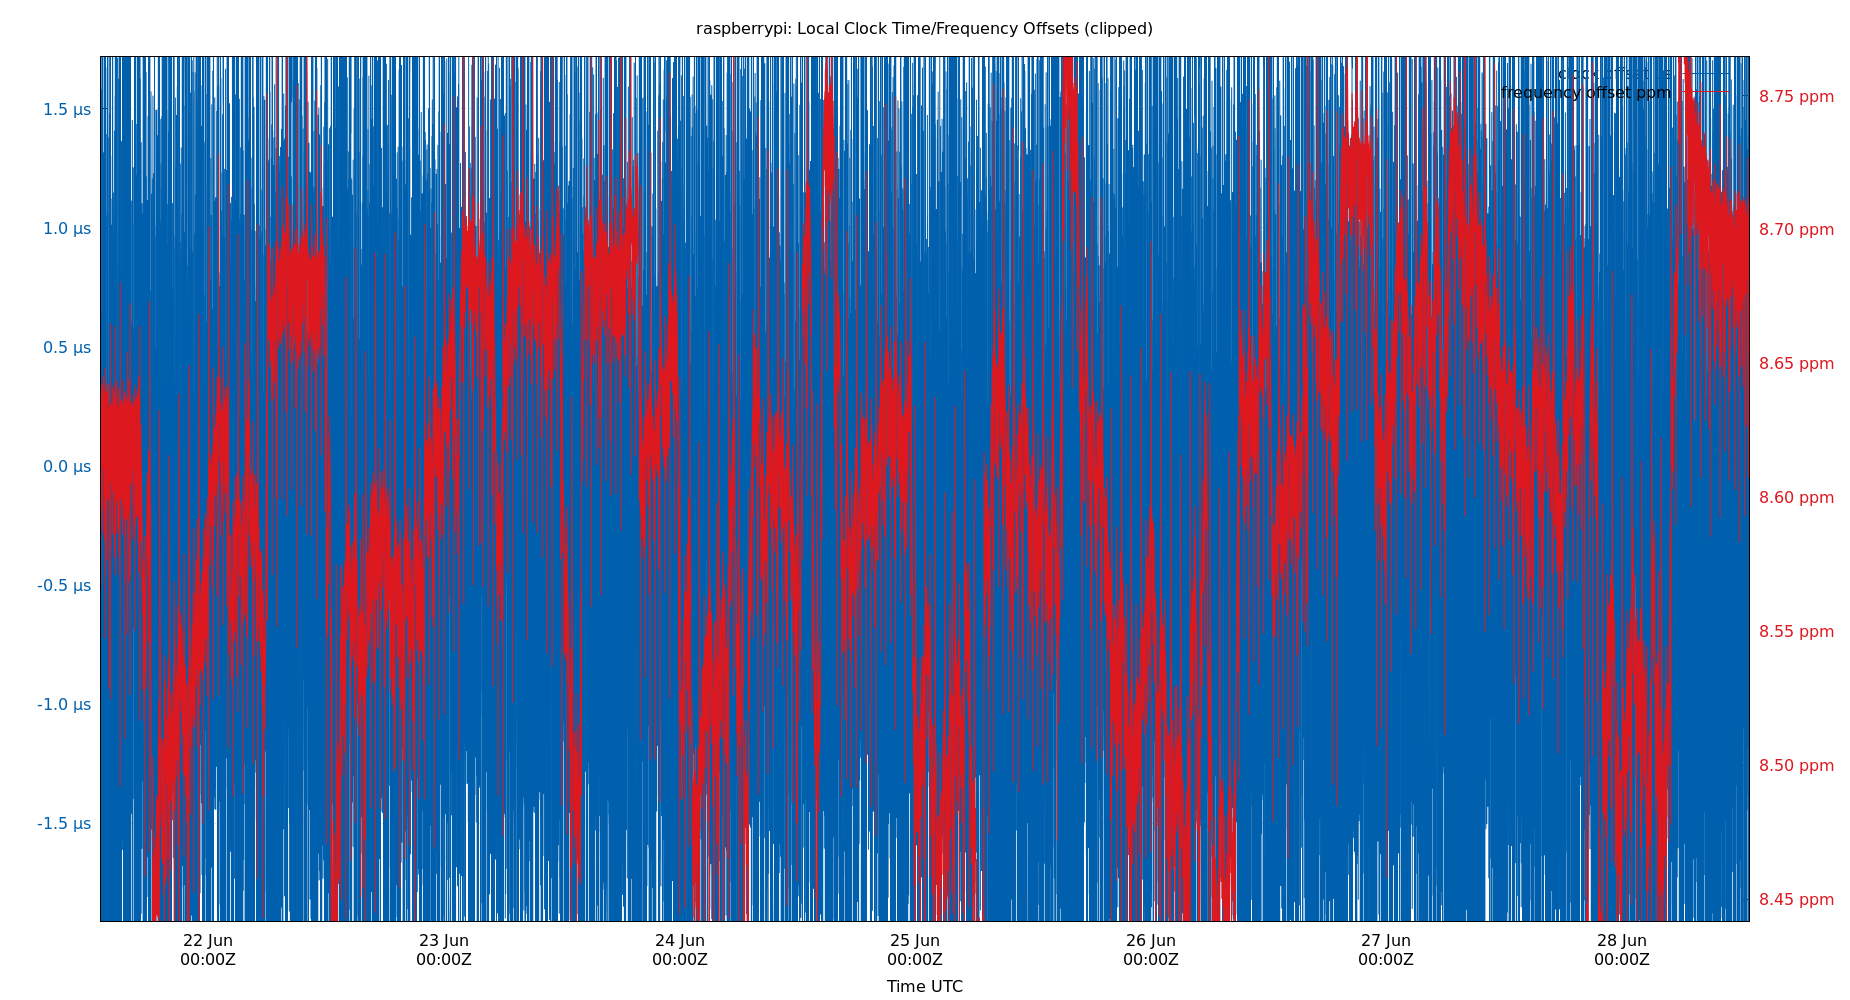 raspberrypi: Local Clock Time/Frequency Offsets (clipped)
clock offset µs
frequency offset ppm
1.5 µs
1.0 µs
0.5 µs
0.0 µs
-0.5 µs
-1.0 µs
-1.5 µs
8.75 ppm
8.70 ppm
8.65 ppm
8.60 ppm
8.55 ppm
8.50 ppm
8.45 ppm
22 Jun 23 Jun 24 Jun 25 Jun 26 Jun 27 Jun 28 Jun
00:00Z 00:00Z 00:00Z 00:00Z 00:00Z 00:00Z 00:00Z
Time UTC